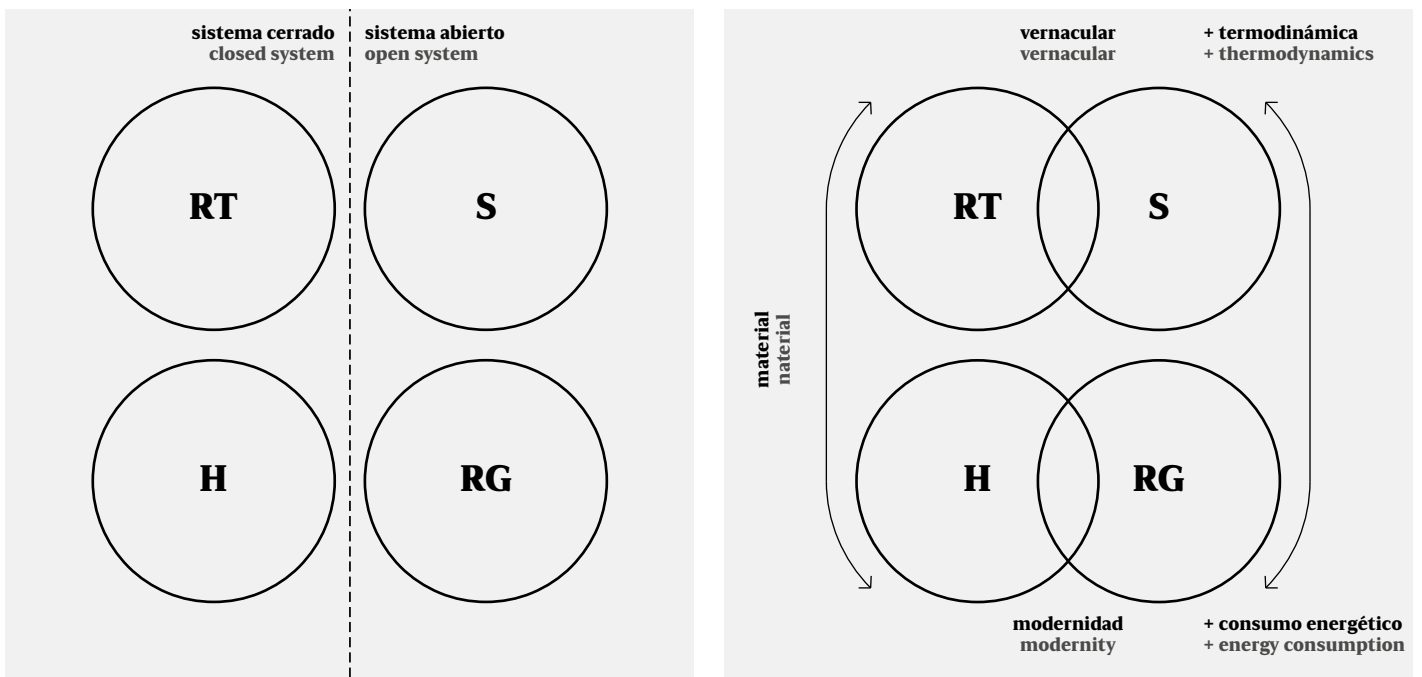 sistema cerrado
closed system
sistema abierto
open system
RT
S
H
RG
vernacular
vernacular
+ termodinámica
+ thermodynamics
RT
S
material
naterial
H
RG
modernidad
modernity
+ consumo energético
+ energy consumption